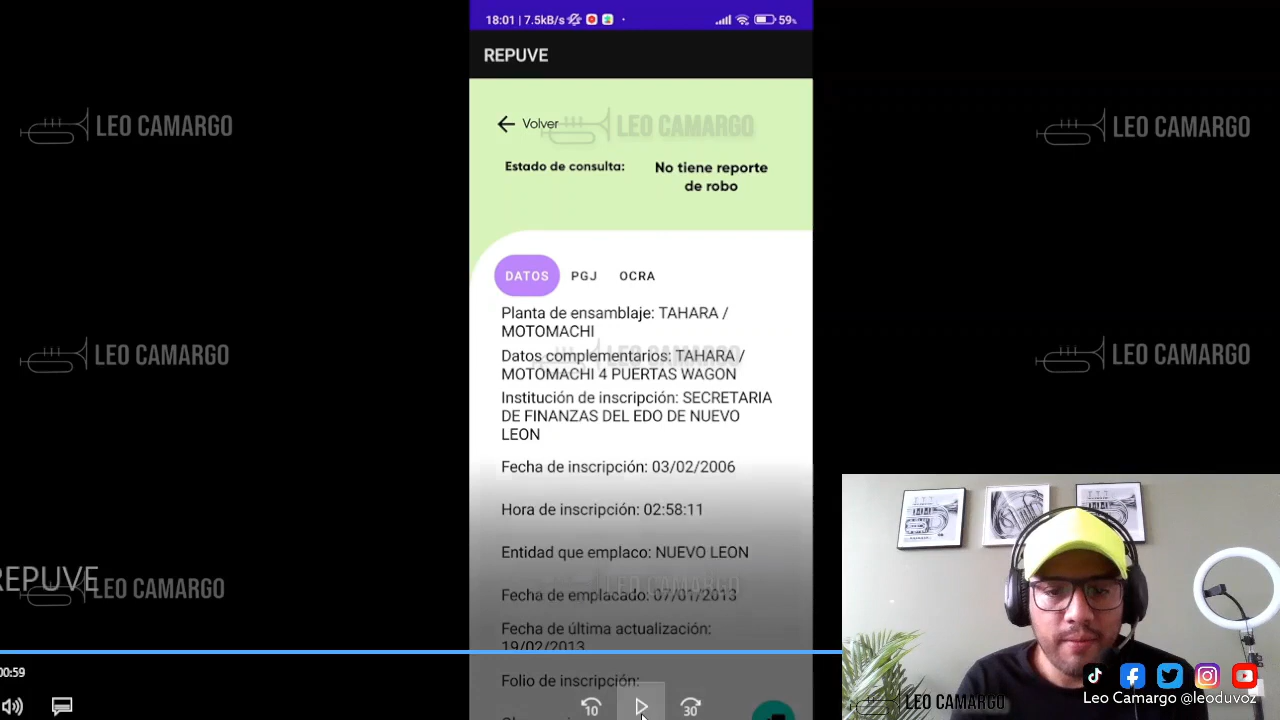 18:01 | 7.5kB/s
59%
REPUVE
Volver
LEO CAMARGO
LEO CAMARGO
LEO CAMARGO
Estado de consulta:
No tiene reporte
de robo
DATOS PGJ OCRA
Planta de ensamblaje: TAHARA /
MOTOMACHI
Datos complementarios: TAHARA /
MOTOMACHI 4 PUERTAS WAGON
LEO CAMARGO
LEO CAMARGO
LEO CAMARGO
Institución de inscripción: SECRETARIA
DE FINANZAS DEL EDO DE NUEVO
LEON
Fecha de inscripción: 03/02/2006
Hora de inscripción: 02:58:11
Entidad que emplaco: NUEVO LEON
REPUVE
LEO CAMARGO
LEO CAMARGO
Fecha de emplacado: 07/01/2013
Fecha de última actualización:
19/02/2013
00:59
Folio de inscripción:
10
30
LEO CAMARGO
Leo Camargo @leoduvoz